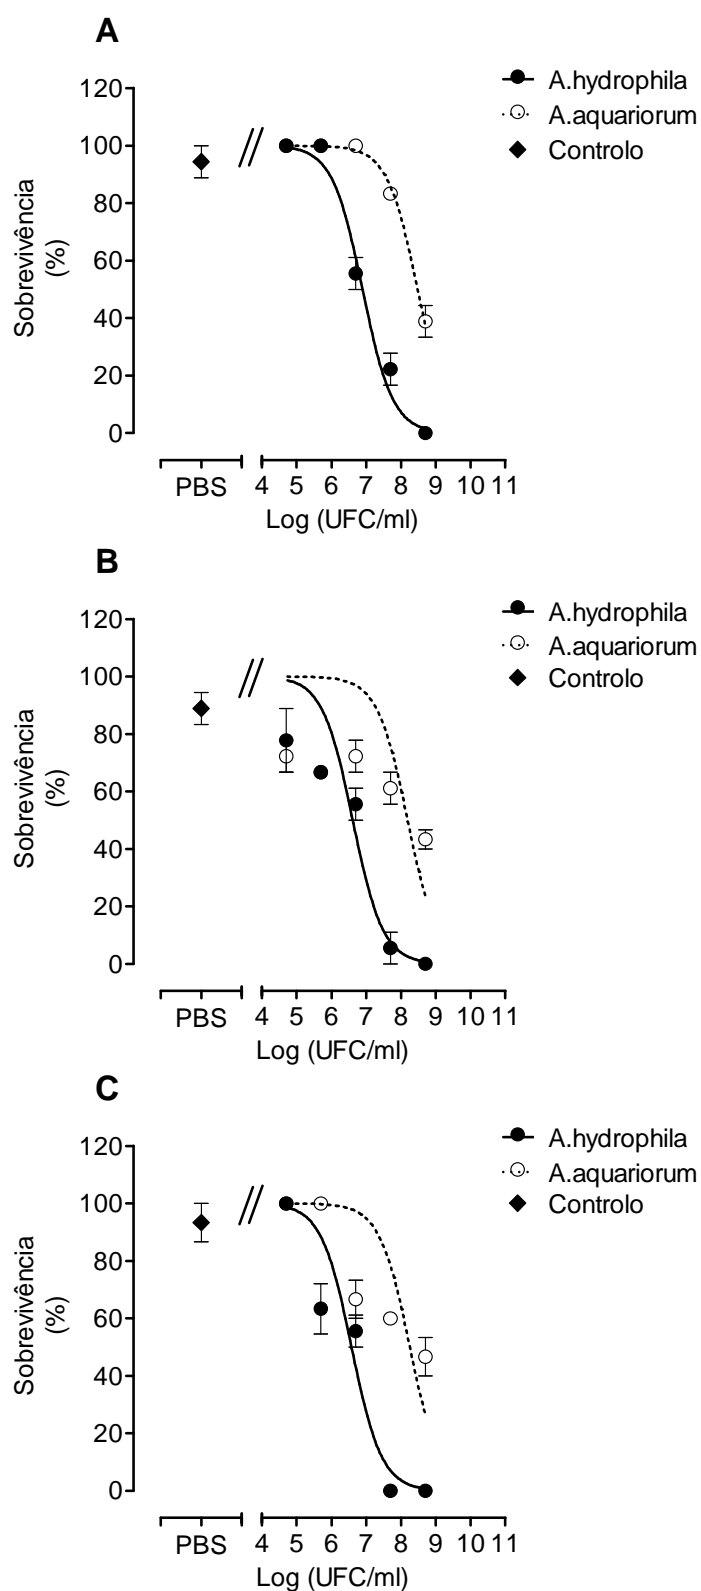 A
A.hydrophila
A.aquariorum
Controlo
120
100
80
60
40
20
0
Sobrevivência
(%)
PBS 4 5 6 7 8 9 10 11
Log (UFC/ml)
B
A.hydrophila
A.aquariorum
Controlo
120
100
80
60
40
20
0
Sobrevivência
(%)
PBS 4 5 6 7 8 9 10 11
Log (UFC/ml)
C
A.hydrophila
A.aquariorum
Controlo
120
100
80
60
40
20
0
Sobrevivência
(%)
PBS 4 5 6 7 8 9 10 11
Log (UFC/ml)